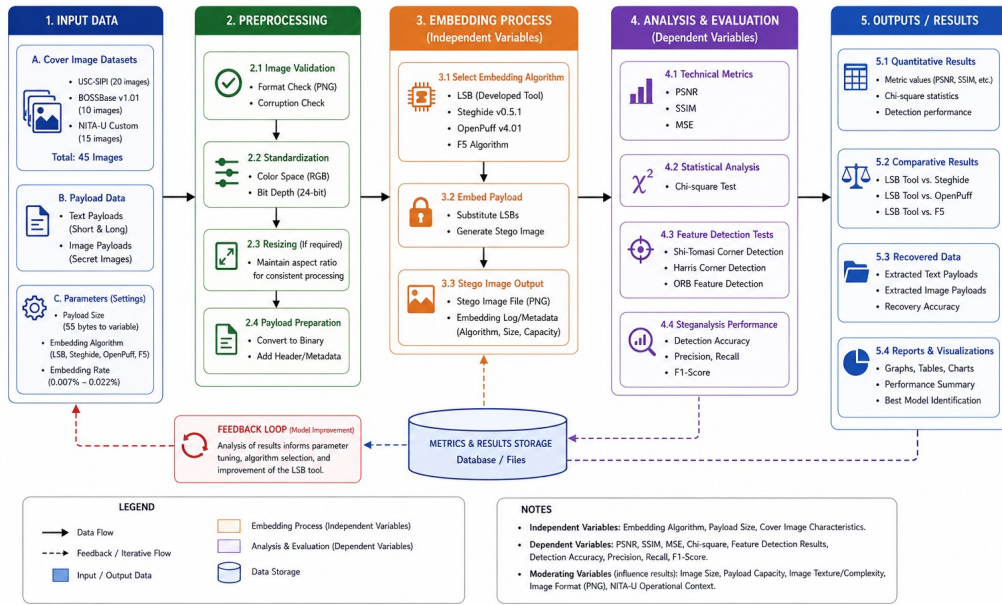 1. INPUT DATA
A. Cover Image Datasets
• USC-SIPI (20 images)
• BOSSBase v1.01
(10 images)
• NITA-U Custom
(15 images)
Total: 45 Images
B. Payload Data
• Text Payloads
(Short & Long)
• Image Payloads
(Secret Images)
C. Parameters (Settings)
• Payload Size
(55 bytes to variable)
• Embedding Algorithm
(LSB, Steghide, OpenPuff, F5)
• Embedding Rate
(0.007% – 0.022%)
2. PREPROCESSING
2.1 Image Validation
• Format Check (PNG)
• Corruption Check
2.2 Standardization
• Color Space (RGB)
• Bit Depth (24-bit)
2.3 Resizing (If required)
• Maintain aspect ratio
for consistent processing
2.4 Payload Preparation
• Convert to Binary
• Add Header/Metadata
3. EMBEDDING PROCESS
(Independent Variables)
3.1 Select Embedding Algorithm
• LSB (Developed Tool)
• Steghide v0.5.1
• OpenPuff v4.01
• F5 Algorithm
3.2 Embed Payload
• Substitute LSBs
• Generate Stego Image
3.3 Stego Image Output
• Stego Image File (PNG)
• Embedding Log/Metadata
(Algorithm, Size, Capacity)
4. ANALYSIS & EVALUATION
(Dependent Variables)
4.1 Technical Metrics
• PSNR
• SSIM
• MSE
4.2 Statistical Analysis
χ²
• Chi-square Test
4.3 Feature Detection Tests
• Shi-Tomasi Corner Detection
• Harris Corner Detection
• ORB Feature Detection
4.4 Steganalysis Performance
• Detection Accuracy
• Precision, Recall
• F1-Score
5. OUTPUTS / RESULTS
5.1 Quantitative Results
• Metric values (PSNR, SSIM, etc.)
• Chi-square statistics
• Detection performance
5.2 Comparative Results
• LSB Tool vs. Steghide
• LSB Tool vs. OpenPuff
• LSB Tool vs. F5
5.3 Recovered Data
• Extracted Text Payloads
• Extracted Image Payloads
• Recovery Accuracy
5.4 Reports & Visualizations
• Graphs, Tables, Charts
• Performance Summary
• Best Model Identification
FEEDBACK LOOP (Model Improvement)
Analysis of results informs parameter
tuning, algorithm selection, and
improvement of the LSB tool.
METRICS & RESULTS STORAGE
Database / Files
LEGEND
Data Flow
Feedback / Iterative Flow
Input / Output Data
Embedding Process (Independent Variables)
Analysis & Evaluation (Dependent Variables)
Data Storage
NOTES
• Independent Variables: Embedding Algorithm, Payload Size, Cover Image Characteristics.
• Dependent Variables: PSNR, SSIM, MSE, Chi-square, Feature Detection Results,
Detection Accuracy, Precision, Recall, F1-Score.
• Moderating Variables (influence results): Image Size, Payload Capacity, Image Texture/Complexity,
Image Format (PNG), NITA-U Operational Context.